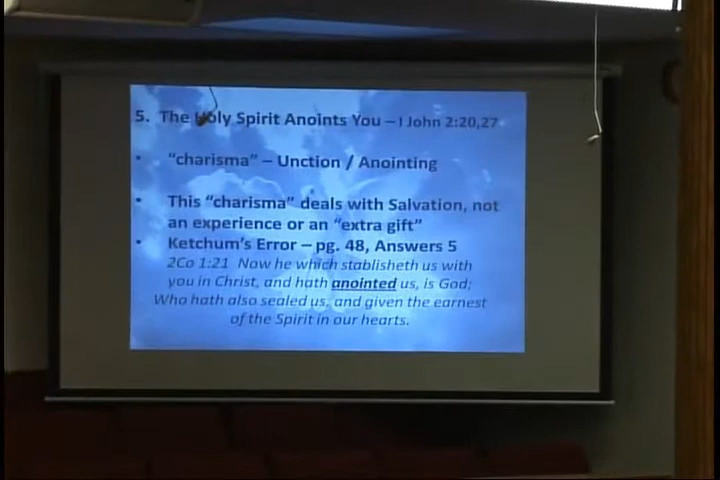 5. The Holy Spirit Anoints You – I John 2:20,27
• "charisma" – Unction / Anointing
• This "charisma" deals with Salvation, not
an experience or an "extra gift"
• Ketchum's Error – pg. 48, Answers 5
2Co 1:21 Now he which stablisheth us with
you in Christ, and hath anointed us, is God;
Who hath also sealed us, and given the earnest
of the Spirit in our hearts.